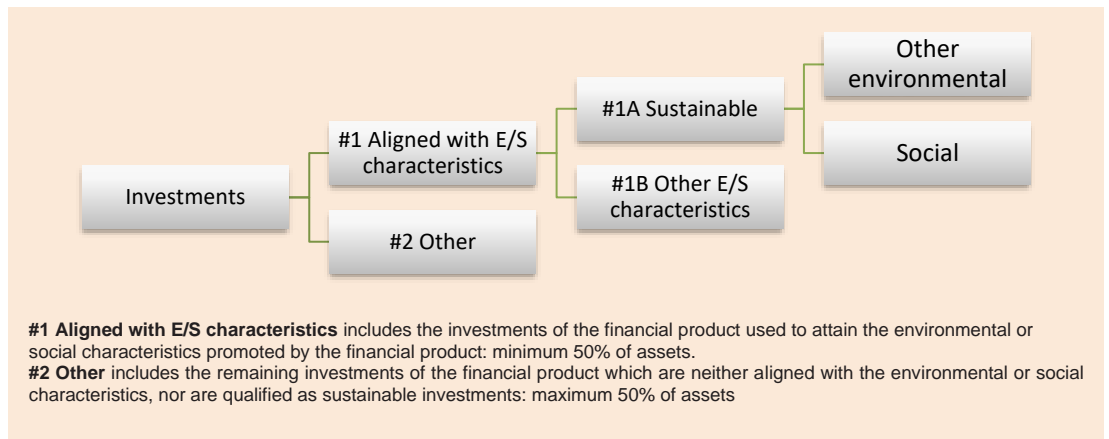 Other
environmental
#1A Sustainable
#1 Aligned with E/S
characteristics
Social
#1B Other E/S
characteristics
Investments
#2 Other
#1 Aligned with E/S characteristics includes the investments of the financial product used to attain the environmental or
social characteristics promoted by the financial product: minimum 50% of assets.
#2 Other includes the remaining investments of the financial product which are neither aligned with the environmental or social
characteristics, nor are qualified as sustainable investments: maximum 50% of assets